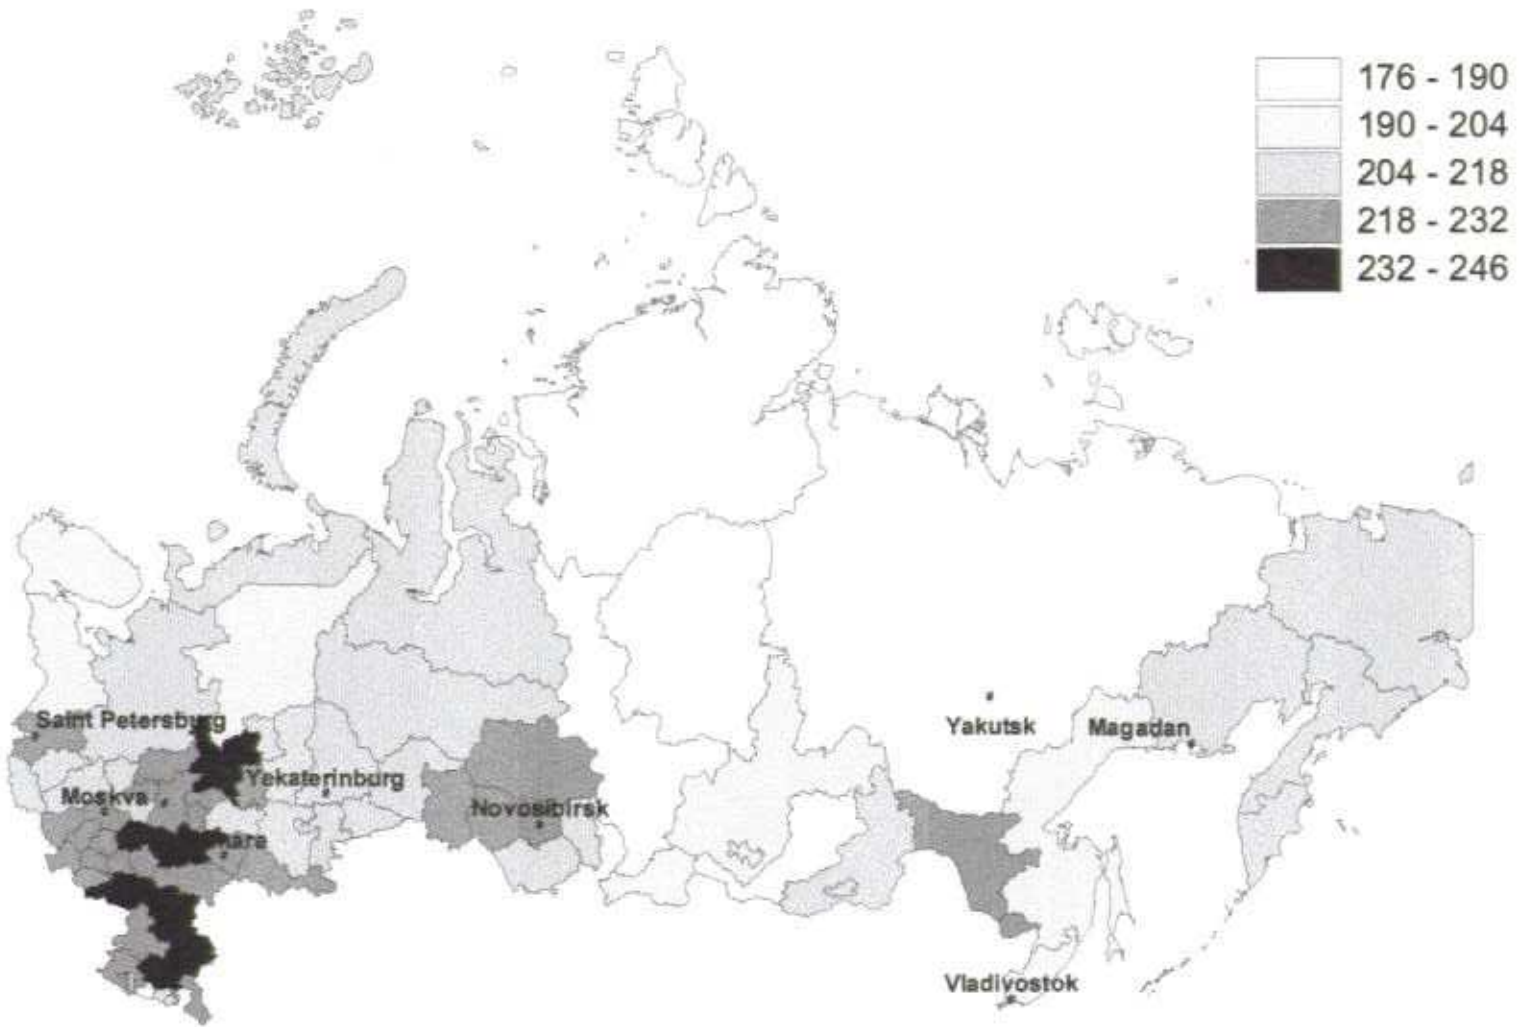 176 - 190
190 - 204
204 - 218
218 - 232
232 - 246
Saint Petersburg
Yakutsk
Magadan
Yekaterinburg
Moskva
Novosibirsk
Vladivostok